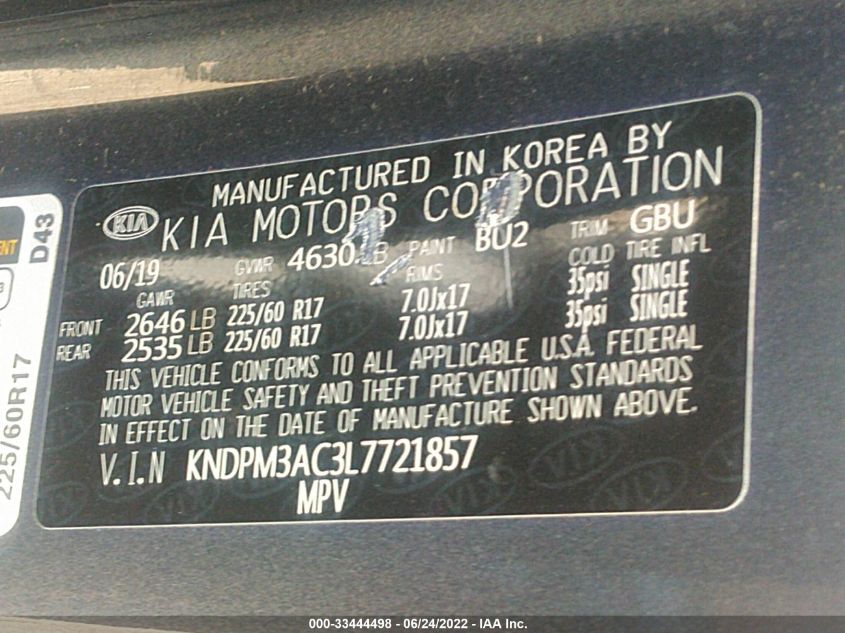 MANUFACTURED IN KOREA BY
KIA KIA MOTORS CORPORATION
06/19 GVWR 4630 LB PAINT BU2 TRIM GBU
GAWR TIRES RIMS COLD TIRE INFL
FRONT 2646 LB 225/60 R17 7.0Jx17 35psi SINGLE
REAR 2535 LB 225/60 R17 7.0Jx17 35psi SINGLE
THIS VEHICLE CONFORMS TO ALL APPLICABLE U.S.A. FEDERAL
MOTOR VEHICLE SAFETY AND THEFT PREVENTION STANDARDS
IN EFFECT ON THE DATE OF MANUFACTURE SHOWN ABOVE.
V.I.N KNDPM3AC3L7721857
MPV
D43
225/60R17
000-33444498 - 06/24/2022 - IAA Inc.